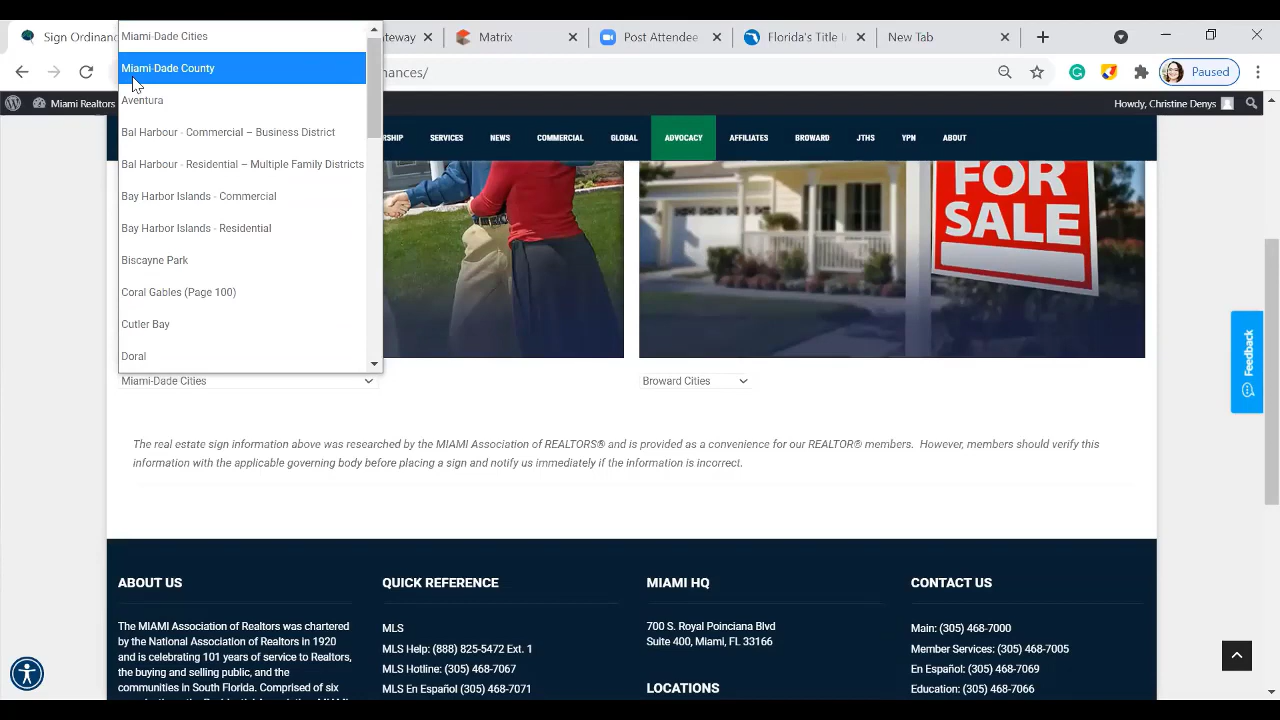 Sign Ordinanc
ateway
Matrix
Post Attendee
Florida's Title In
New Tab
nances/
Paused
Miami Realtors
Howdy, Christine Denys
RSHIP
SERVICES
NEWS
COMMERCIAL
GLOBAL
ADVOCACY
AFFILIATES
BROWARD
JTHS
YPN
ABOUT
Miami-Dade Cities
Miami-Dade County
Aventura
Bal Harbour - Commercial – Business District
Bal Harbour - Residential – Multiple Family Districts
Bay Harbor Islands - Commercial
Bay Harbor Islands - Residential
Biscayne Park
Coral Gables (Page 100)
Cutler Bay
Doral
FOR
SALE
Feedback
Miami-Dade Cities
Broward Cities
The real estate sign information above was researched by the MIAMI Association of REALTORS® and is provided as a convenience for our REALTOR® members. However, members should verify this
information with the applicable governing body before placing a sign and notify us immediately if the information is incorrect.
ABOUT US
The MIAMI Association of Realtors was chartered
by the National Association of Realtors in 1920
and is celebrating 101 years of service to Realtors,
the buying and selling public, and the
communities in South Florida. Comprised of six
QUICK REFERENCE
MLS
MLS Help: (888) 825-5472 Ext. 1
MLS Hotline: (305) 468-7067
MLS En Español (305) 468-7071
MIAMI HQ
700 S. Royal Poinciana Blvd
Suite 400, Miami, FL 33166
LOCATIONS
CONTACT US
Main: (305) 468-7000
Member Services: (305) 468-7005
En Español: (305) 468-7069
Education: (305) 468-7066